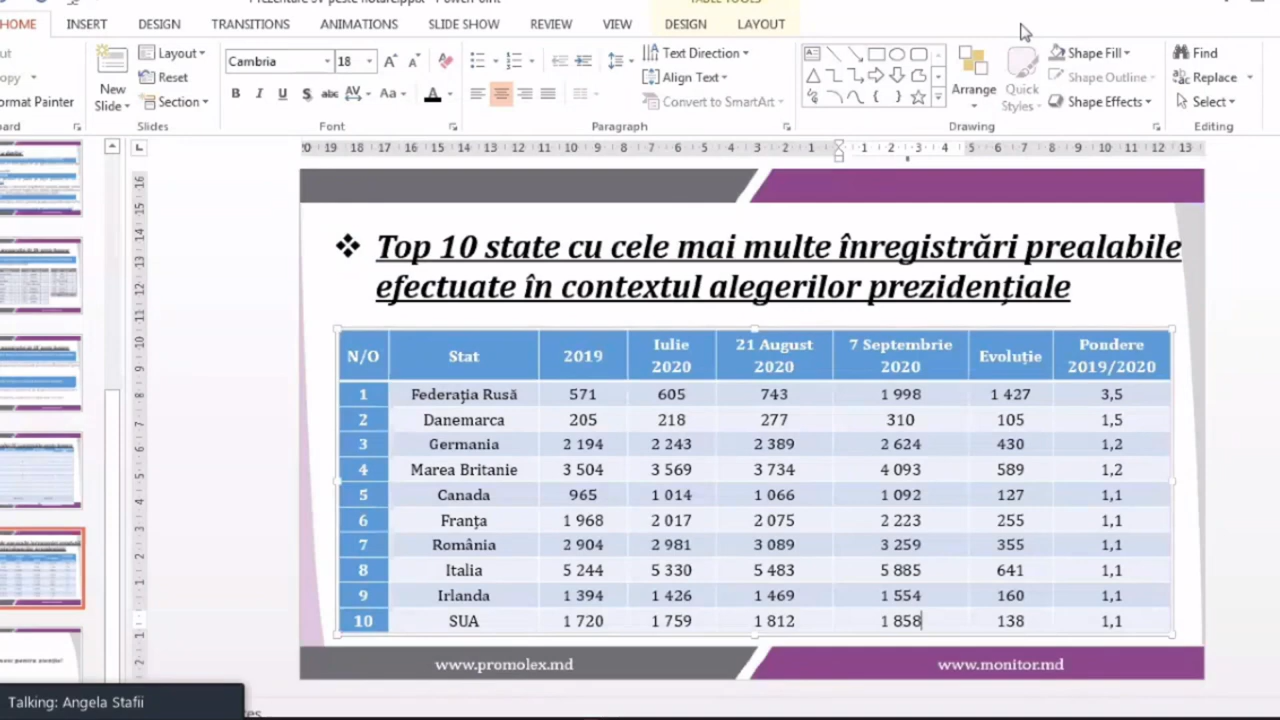 HOME INSERT DESIGN TRANSITIONS ANIMATIONS SLIDE SHOW REVIEW VIEW DESIGN LAYOUT
Layout
Reset
Section
New
Slide
Format Painter
Slides
Cambria 18
B I U S abc AV Aa A
Font
Text Direction
Align Text
Convert to SmartArt
Paragraph
Arrange
Quick
Styles
Shape Fill
Shape Outline
Shape Effects
Drawing
Find
Replace
Select
Editing
Top 10 state cu cele mai multe înregistrări prealabile
efectuate în contextul alegerilor prezidențiale
N/O Stat 2019 Iulie 2020 21 August 2020 7 Septembrie 2020 Evoluție Pondere 2019/2020
1 Federația Rusă 571 605 743 1 998 1 427 3,5
2 Danemarca 205 218 277 310 105 1,5
3 Germania 2 194 2 243 2 389 2 624 430 1,2
4 Marea Britanie 3 504 3 569 3 734 4 093 589 1,2
5 Canada 965 1 014 1 066 1 092 127 1,1
6 Franța 1 968 2 017 2 075 2 223 255 1,1
7 România 2 904 2 981 3 089 3 259 355 1,1
8 Italia 5 244 5 330 5 483 5 885 641 1,1
9 Irlanda 1 394 1 426 1 469 1 554 160 1,1
10 SUA 1 720 1 759 1 812 1 858 138 1,1
www.promolex.md www.monitor.md
Talking: Angela Stafii